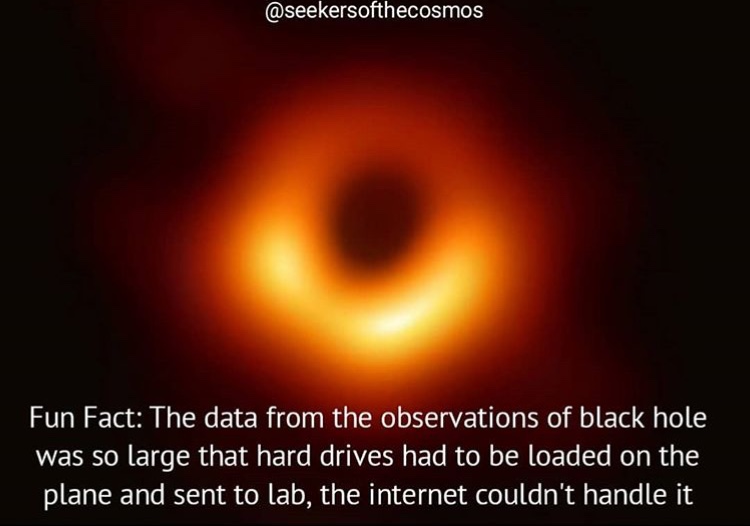 @seekersofthecosmos
Fun Fact: The data from the observations of black hole
was so large that hard drives had to be loaded on the
plane and sent to lab, the internet couldn't handle it